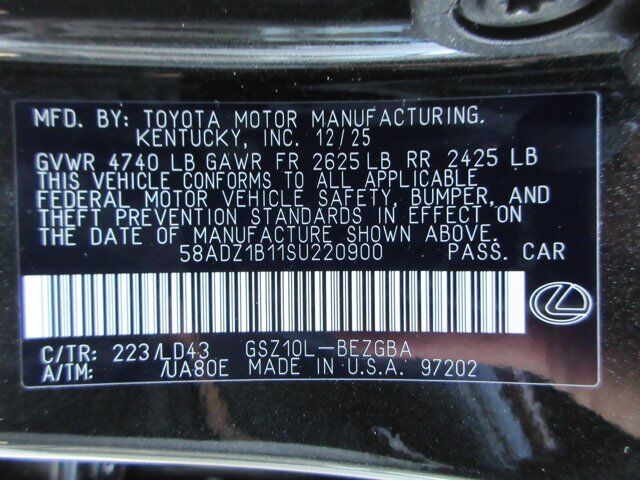 MFD. BY: TOYOTA MOTOR MANUFACTURING.
KENTUCKY, INC. 12/25
GVWR 4740 LB GAWR FR 2625 LB RR 2425 LB
THIS VEHICLE CONFORMS TO ALL APPLICABLE
FEDERAL MOTOR VEHICLE SAFETY, BUMPER, AND
THEFT PREVENTION STANDARDS IN EFFECT ON
THE DATE OF MANUFACTURE SHOWN ABOVE.
58ADZ1B11SU220900 PASS. CAR
C/TR: 223/LD43 GSZ10L-BEZGBA
A/TM: /UA80E MADE IN U.S.A. 97202